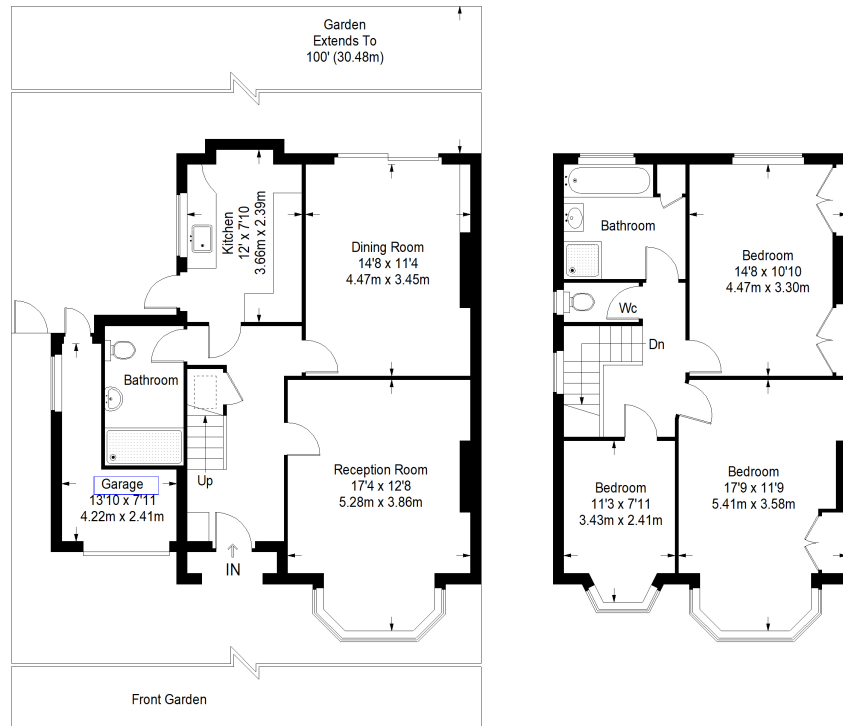 Garden
Extends To
100' (30.48m)
Kitchen
12' x 7'10
3.66m x 2.39m
Dining Room
14'8 x 11'4
4.47m x 3.45m
Bathroom
Up
Reception Room
17'4 x 12'8
5.28m x 3.86m
Garage
13'10 x 7'11
4.22m x 2.41m
IN
Front Garden
Bathroom
Bedroom
14'8 x 10'10
4.47m x 3.30m
Wc
Dn
Bedroom
11'3 x 7'11
3.43m x 2.41m
Bedroom
17'9 x 11'9
5.41m x 3.58m